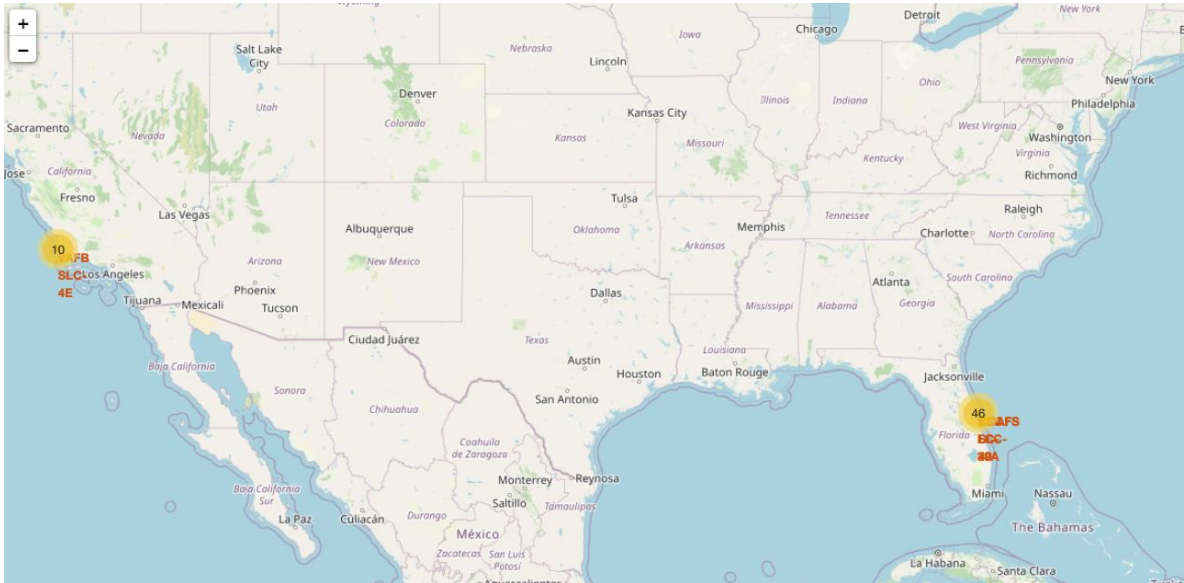 +
−
Wyoming
Salt Lake
City
Nebraska
Iowa
Lincoln
Chicago
Detroit
New York
Pennsylvania
New York
Philadelphia
Ohio
Illinois
Indiana
Denver
Utah
Colorado
Kansas City
Kansas
Missouri
West Virginia
Washington
Virginia
Richmond
Kentucky
Sacramento
Nevada
Jose
California
Fresno
Las Vegas
Tulsa
Raleigh
Tennessee
Charlotte
North Carolina
Memphis
Albuquerque
Oklahoma
Arkansas
10
VAFB
SLC-
4E
Los Angeles
Arizona
New Mexico
Atlanta
South Carolina
Phoenix
Tucson
Dallas
Mississippi
Alabama
Georgia
Tijuana
Mexicali
Ciudad Juárez
Texas
Louisiana
Baton Rouge
Austin
Houston
San Antonio
Jacksonville
Baja California
Sonora
Chihuahua
46
Florida
Coahuila
de Zaragoza
Monterrey
Reynosa
Saltillo
Tamaulipas
Miami
Nassau
The Bahamas
Baja California
Sur
La Paz
Culiacán
Durango
México
Zacatecas
San Luis
Potosí
Aguascalientes
La Habana
Santa Clara